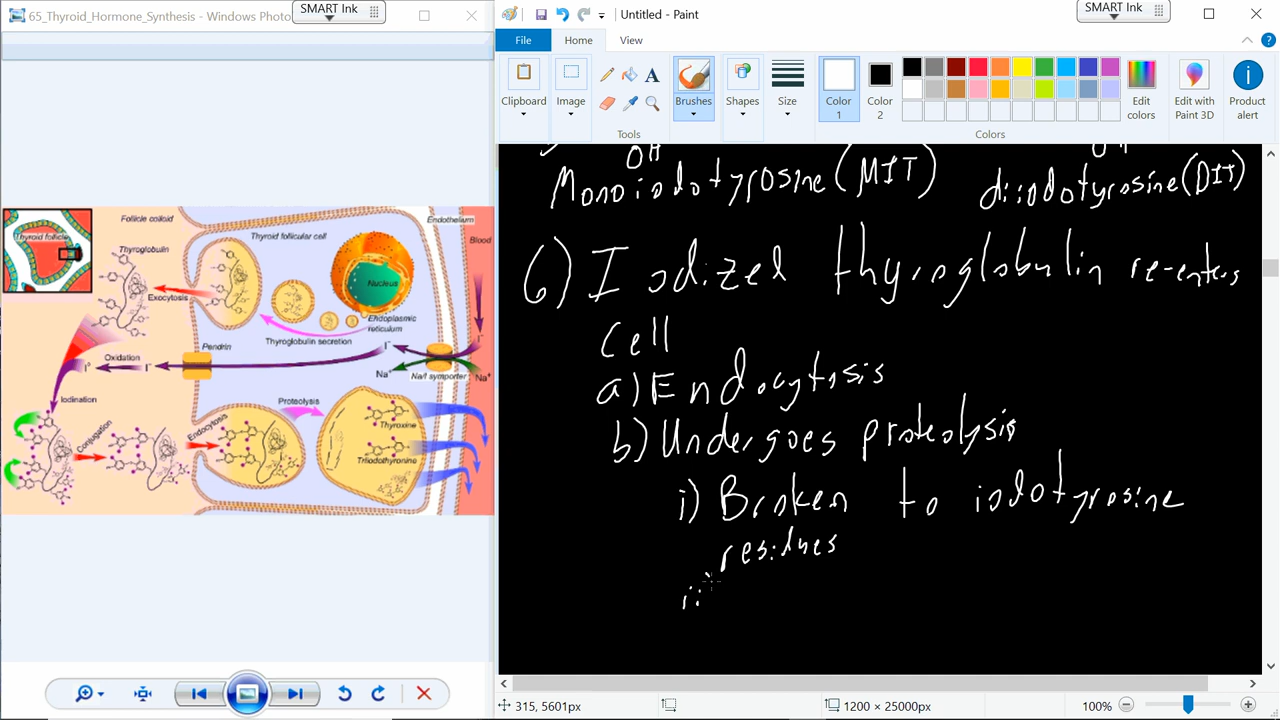 65_Thyroid_Hormone_Synthesis - Windows Photo
SMART Ink
Untitled - Paint
SMART Ink
File
Home
View
Clipboard
Image
Tools
Brushes
Shapes
Size
Color 1
Color 2
Edit colors
Edit with Paint 3D
Product alert
Colors
Thyroid follicle
Follicle colloid
Thyroglobulin
Exocytosis
Thyroid follicular cell
Endothelium
Blood
Nucleus
Endoplasmic reticulum
Thyroglobulin secretion
Pendrin
Oxidation
I⁰
I⁻
I⁻
I⁻
Na⁺
Na/I symporter
Na⁺
Iodination
Conjugation
Endocytosis
Proteolysis
Thyroxine
Triiodothyronine
OH
OH
Monoiodotyrosine (MIT)
diiodotyrosine (DIT)
6) Iodized thyroglobulin re-enters
cell
a) Endocytosis
b) Undergoes proteolysis
i) Broken to iodotyrosine
residues
ii
315, 5601px
1200 × 25000px
100%